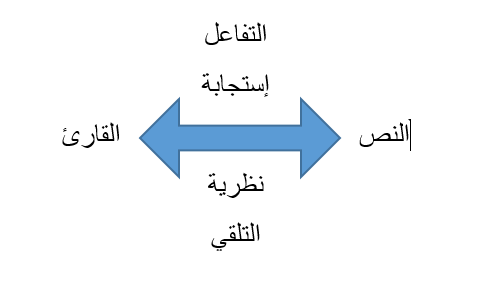 التفاعل
إستجابة
النص
القارئ
نظرية
التلقي